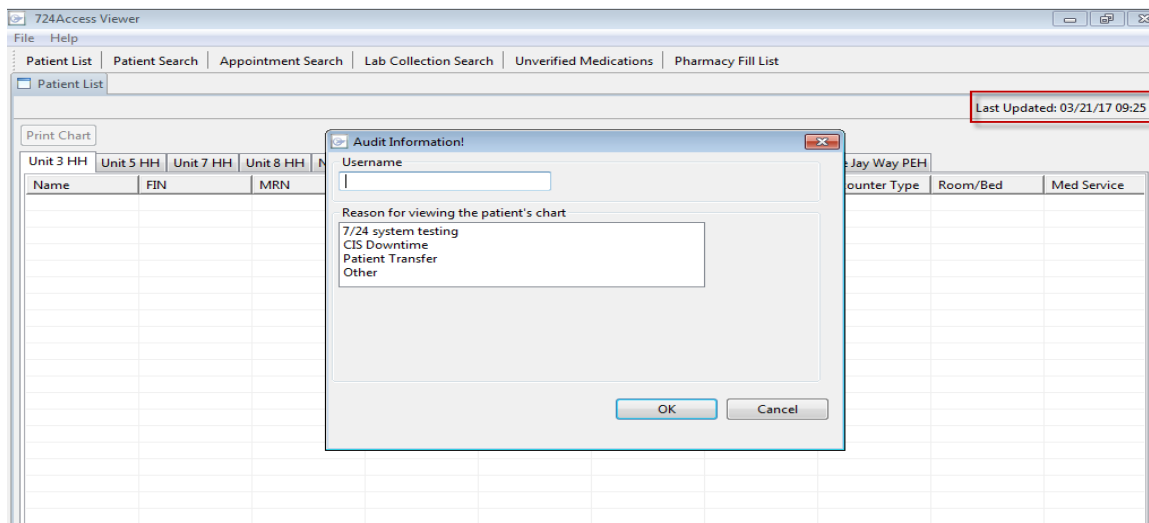 724Access Viewer
File Help
Patient List Patient Search Appointment Search Lab Collection Search Unverified Medications Pharmacy Fill List
Patient List
Last Updated: 03/21/17 09:25
Print Chart
Unit 3 HH Unit 5 HH Unit 7 HH Unit 8 HH Jay Way PEH
Name FIN MRN Type Room/Bed Med Service
Audit Information!
Username
Reason for viewing the patient's chart
7/24 system testing
CIS Downtime
Patient Transfer
Other
OK Cancel